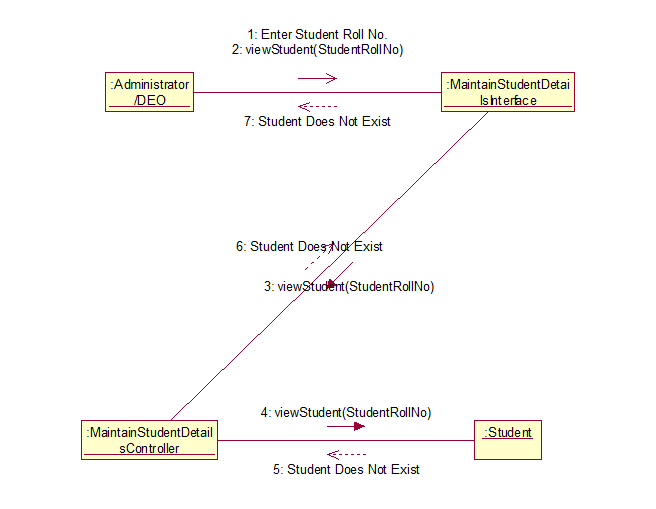 1: Enter Student Roll No.
2: viewStudent(StudentRollNo)
:Administrator
/DEO
:MaintainStudentDetai
lsInterface
7: Student Does Not Exist
6: Student Does Not Exist
3: viewStudent(StudentRollNo)
4: viewStudent(StudentRollNo)
:MaintainStudentDetail
sController
:Student
5: Student Does Not Exist